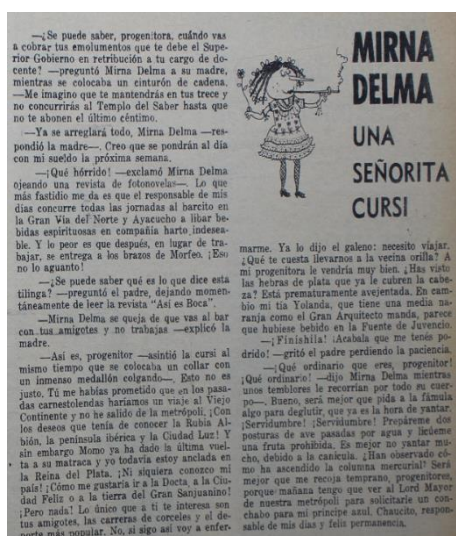 MIRNA
DELMA
UNA
SEÑORITA
CURSI
—¿Se puede saber, progenitora, cuándo vas
a cobrar tus emolumentos que te debe el Supe-
rior Gobierno en retribución a tu cargo de do-
cente? —preguntó Mirna Delma a su madre,
mientras se colocaba un cinturón de cadena.
—Me imagino que te mantendrás en tus trece y
no concurrirás al Templo del Saber hasta que
no te abonen el último céntimo.
—Ya se arreglará todo, Mirna Delma —res-
pondió la madre—. Creo que se pondrán al día
con mi sueldo la próxima semana.
—¡Qué hórrido! —exclamó Mirna Delma
ojeando una revista de fotonovelas—. Lo que
más fastidio me da es que el responsable de mis
días concurre todas las jornadas al barcito en
la Gran Vía del Norte y Ayacucho a libar be-
bidas espirituosas en compañía harto indesea-
ble. Y lo peor es que después, en lugar de tra-
bajar, se entrega a los brazos de Morfeo. ¡Eso
no lo aguanto!
—¿Se puede saber qué es lo que dice esta
tilinga? —preguntó el padre, dejando momen-
táneamente de leer la revista "Así es Boca".
—Mirna Delma se queja de que vas al bar
con tus amigotes y no trabajas —explicó la
madre.
—Así es, progenitor —asintió la cursi al
mismo tiempo que se colocaba un collar con
un inmenso medallón colgando—. Esto no es
justo. Tú me habías prometido que en los pasa-
das carnestolendas haríamos un viaje al Viejo
Continente y no he salido de la metrópoli. ¡Con
los deseos que tenía de conocer la Rubia Al-
bión, la península ibérica y la Ciudad Luz! Y
sin embargo Momo ya ha dado la última vuel-
ta a su matraca y yo todavía estoy anclada en
la Reina del Plata. ¡Ni siquiera conozco mi
país! ¡Cómo me gustaría ir a la Docta, a la Ciu-
dad Feliz o a la tierra del Gran Sanjuanino!
¡Pero nada! Lo único que a ti te interesa son
tus amigotes, las carreras de corceles y el de-
porte más popular. No, si sigo así voy a enfer-
marme. Ya lo dijo el galeno: necesito viajar.
¿Qué te cuesta llevarnos a la vecina orilla? A
mi progenitora le vendría muy bien. ¿Has visto
las hebras de plata que ya le cubren la cabe-
za? Está prematuramente avejentada. En cam-
bio mi tía Yolanda, que tiene una media na-
ranja como el Gran Arquitecto manda, parece
que hubiese bebido en la Fuente de Juvencio.
—¡Finishila! ¡Acabala que me tenés po-
drido! —gritó el padre perdiendo la paciencia.
—¡Qué ordinario que eres, progenitor!
¡Qué ordinario! —dijo Mirna Delma mientras
unos temblores le recorrían por todo su cuer-
po—. Bueno, será mejor que pida a la fámula
algo para deglutir, que ya es la hora de yantar.
¡Servidumbre! ¡Servidumbre! Prepáreme dos
posturas de ave pasadas por agua y licúeme
una fruta prohibida. Es mejor no yantar mu-
cho, debido a la canícula. ¿Han observado có-
mo ha ascendido la columna mercurial? Será
mejor que me recoja temprano, progenitores,
porque mañana tengo que ver al Lord Mayor
de nuestra metrópoli para solicitarle un con-
chabo para mi príncipe azul. Chaucito, respon-
sable de mis días y feliz permanencia.